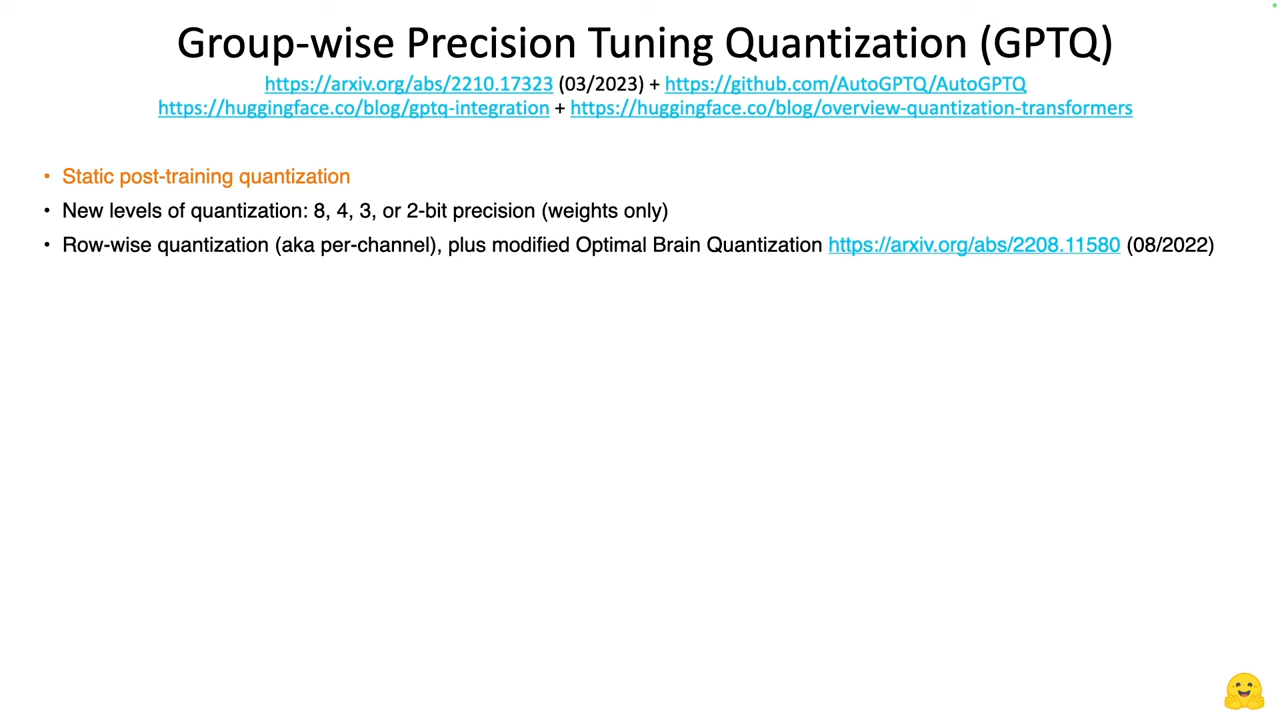 Group-wise Precision Tuning Quantization (GPTQ)
https://arxiv.org/abs/2210.17323 (03/2023) + https://github.com/AutoGPTQ/AutoGPTQ
https://huggingface.co/blog/gptq-integration + https://huggingface.co/blog/overview-quantization-transformers
• Static post-training quantization
• New levels of quantization: 8, 4, 3, or 2-bit precision (weights only)
• Row-wise quantization (aka per-channel), plus modified Optimal Brain Quantization https://arxiv.org/abs/2208.11580 (08/2022)